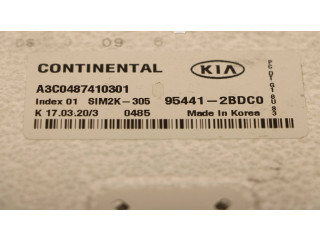 CONTINENTAL KIA
A3C0487410301
Index 01 SIM2K-305 95441-2BDC0
K 17.03.20/3 0485 Made in Korea